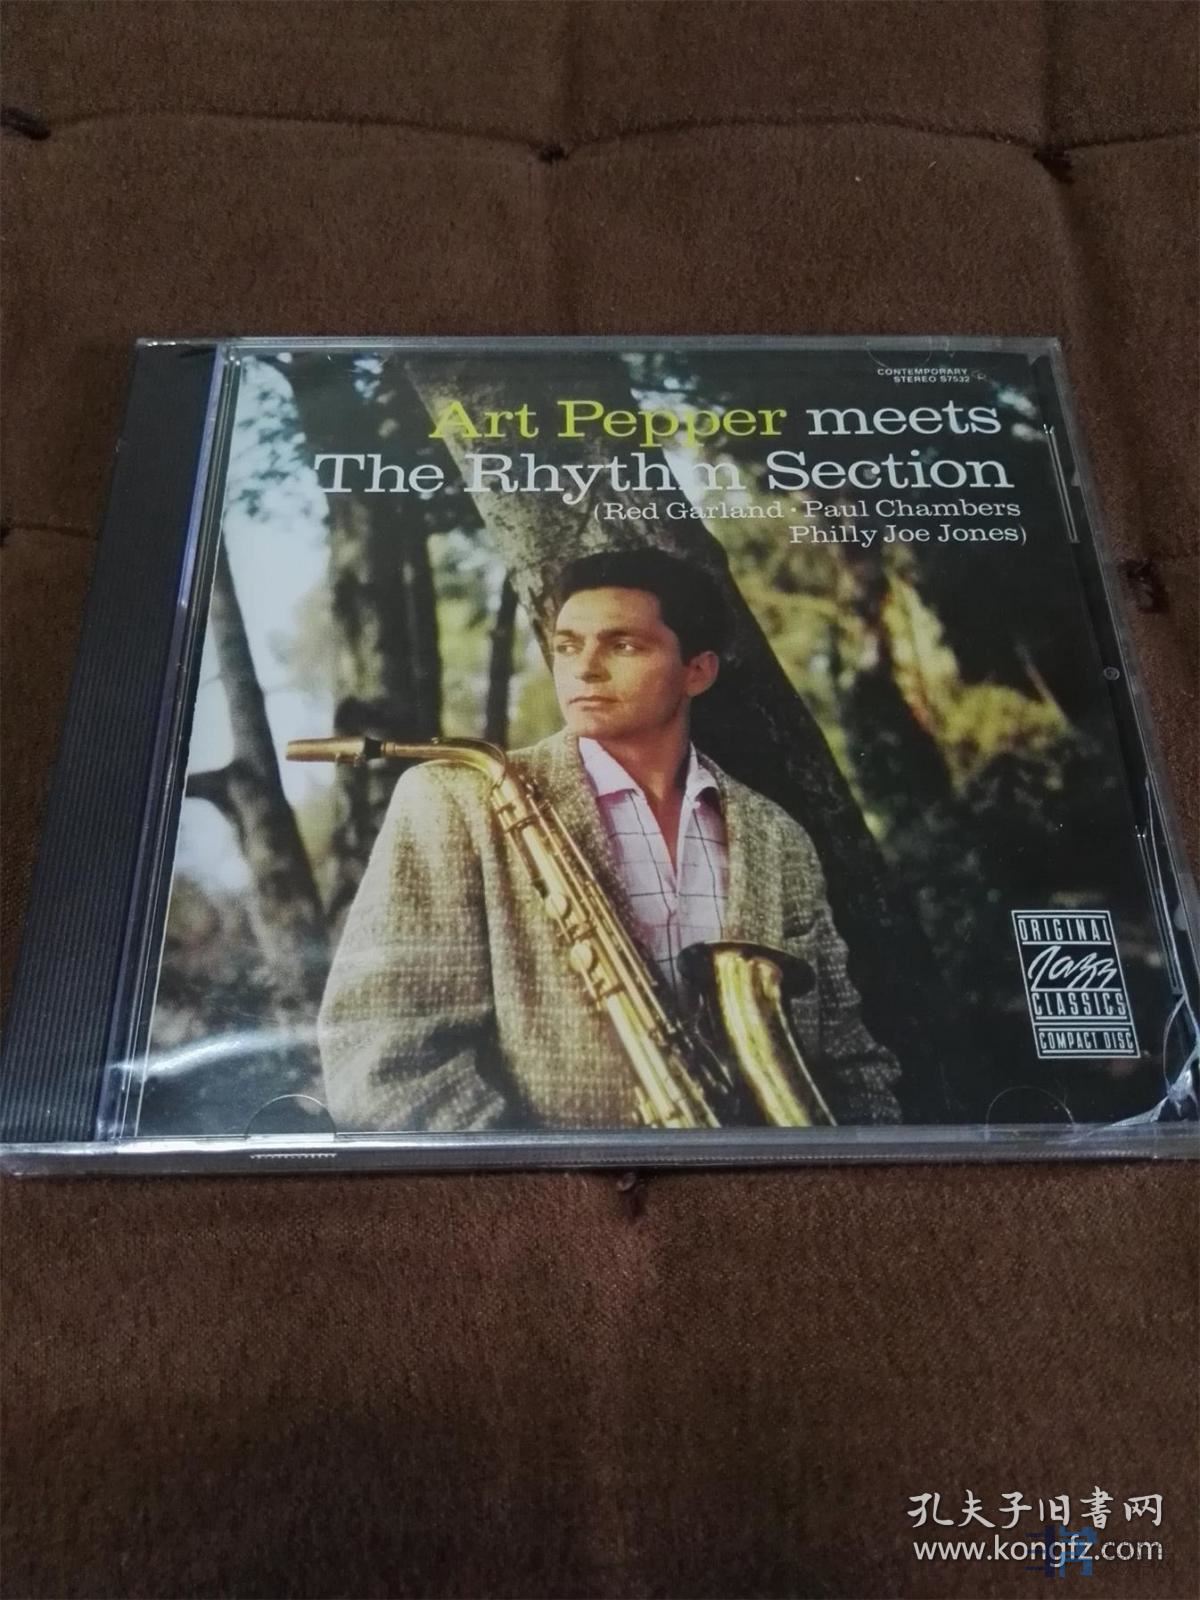 CONTEMPORARY
STEREO S7532
Art Pepper meets
The Rhythm Section
(Red Garland · Paul Chambers
Philly Joe Jones)
ORIGINAL
Jazz
CLASSICS
COMPACT DISC
孔夫子旧书网
www.kongfz.com